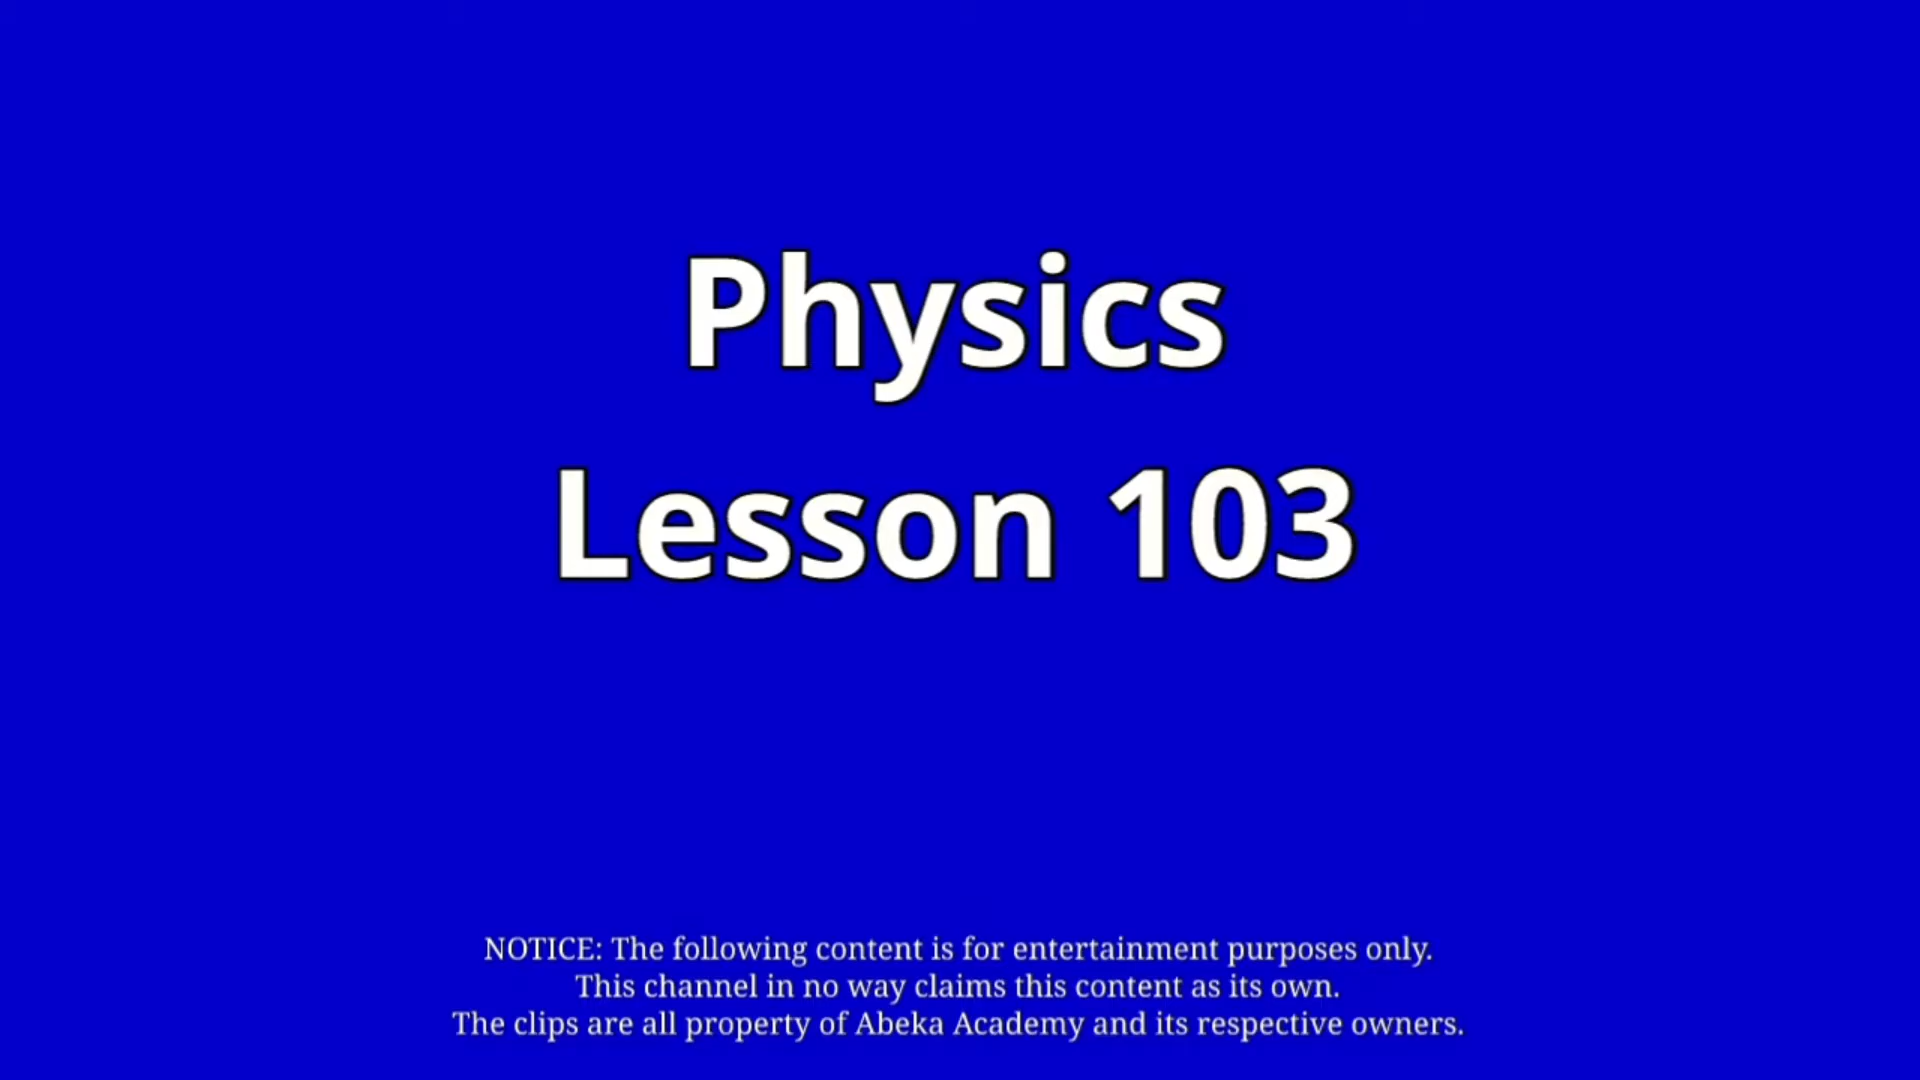 Physics
Lesson 103
NOTICE: The following content is for entertainment purposes only.
This channel in no way claims this content as its own.
The clips are all property of Abeka Academy and its respective owners.